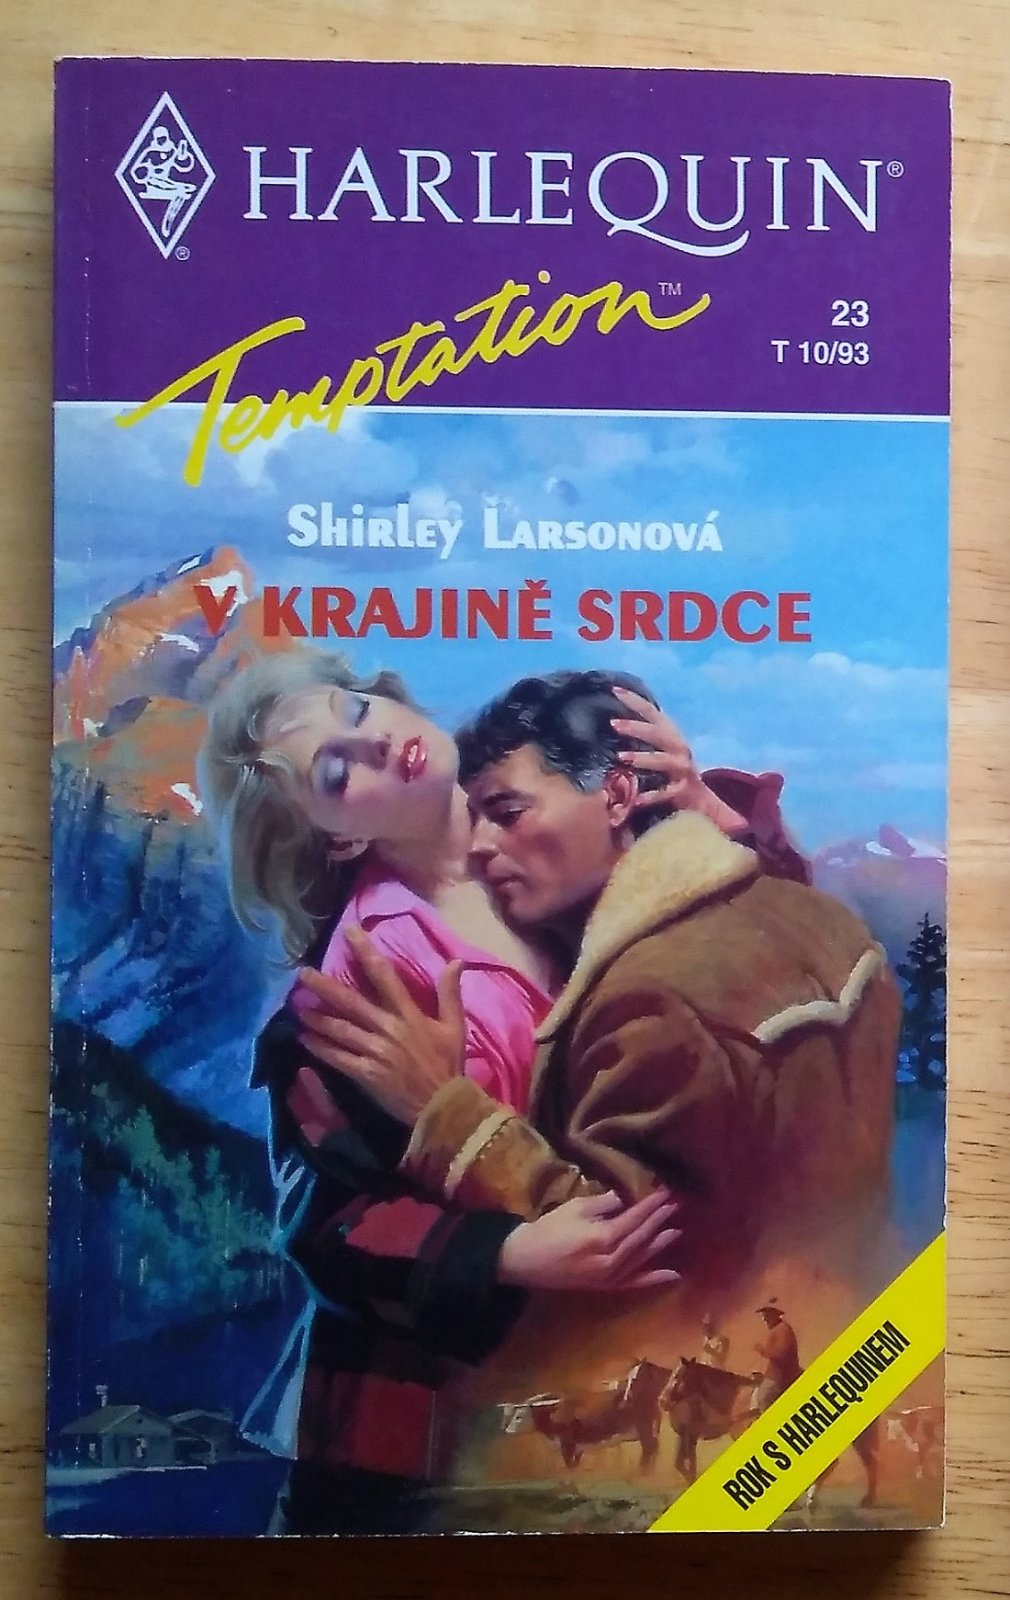 HARLEQUIN®
®
Temptation™
23
T 10/93
Shirley Larsonová
V KRAJINĚ SRDCE
ROK S HARLEQUINEM